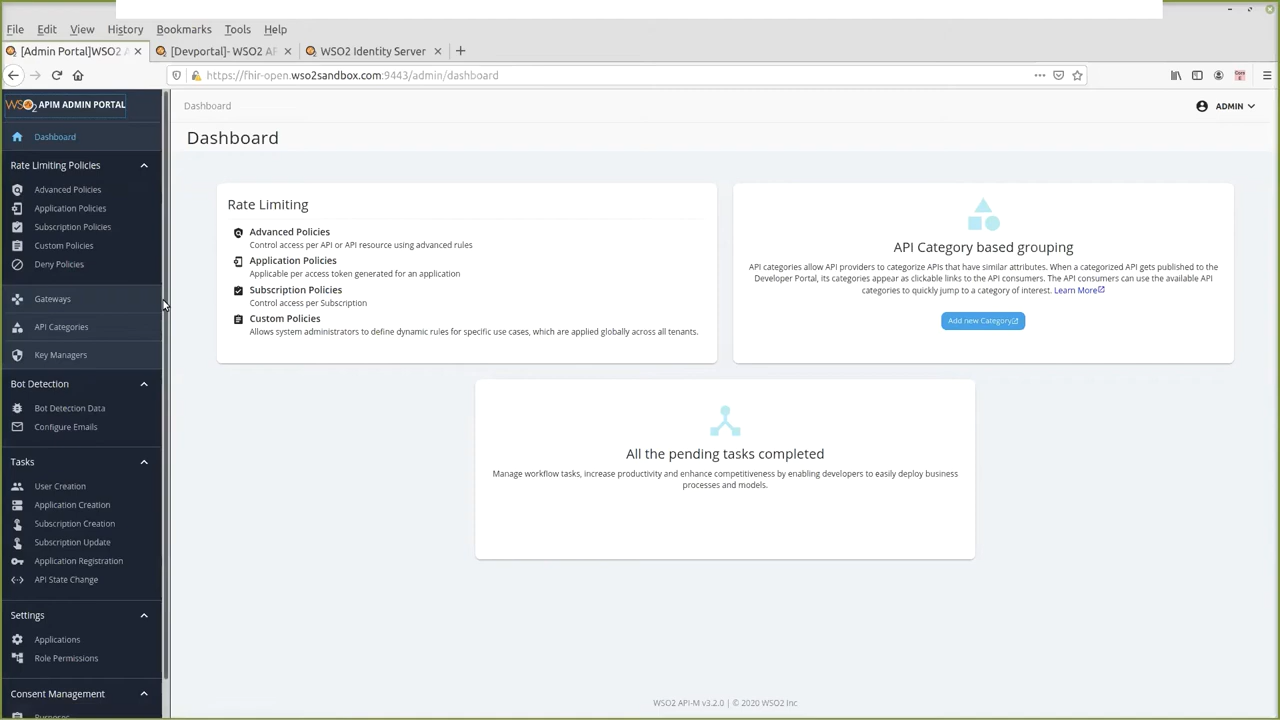 File Edit View History Bookmarks Tools Help
[Admin Portal]WSO2 A
[Devportal]- WSO2 AP
WSO2 Identity Server
https://fhir-open.wso2sandbox.com:9443/admin/dashboard
WSO2 APIM ADMIN PORTAL
Dashboard
ADMIN
Dashboard
Dashboard
Rate Limiting Policies
Advanced Policies
Application Policies
Subscription Policies
Custom Policies
Deny Policies
Gateways
API Categories
Key Managers
Bot Detection
Bot Detection Data
Configure Emails
Tasks
User Creation
Application Creation
Subscription Creation
Subscription Update
Application Registration
API State Change
Settings
Applications
Role Permissions
Consent Management
Purposes
Rate Limiting
Advanced Policies
Control access per API or API resource using advanced rules
Application Policies
Applicable per access token generated for an application
Subscription Policies
Control access per Subscription
Custom Policies
Allows system administrators to define dynamic rules for specific use cases, which are applied globally across all tenants.
API Category based grouping
API categories allow API providers to categorize APIs that have similar attributes. When a categorized API gets published to the
Developer Portal, its categories appear as clickable links to the API consumers. The API consumers can use the available API
categories to quickly jump to a category of interest. Learn More
Add new Category
All the pending tasks completed
Manage workflow tasks, increase productivity and enhance competitiveness by enabling developers to easily deploy business
processes and models.
WSO2 API-M v3.2.0 | © 2020 WSO2 Inc